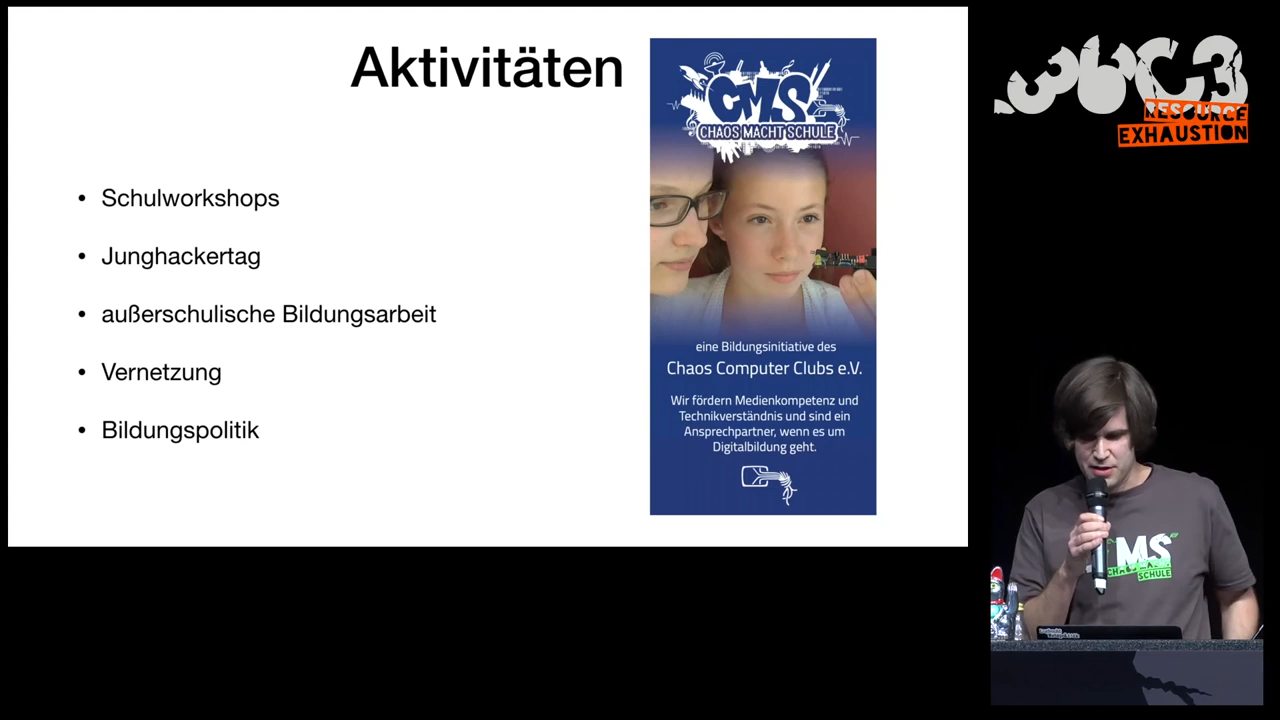 Aktivitäten
• Schulworkshops
• Junghackertag
• außerschulische Bildungsarbeit
• Vernetzung
• Bildungspolitik
CMS
CHAOS MACHT SCHULE
eine Bildungsinitiative des
Chaos Computer Clubs e.V.
Wir fördern Medienkompetenz und
Technikverständnis und sind ein
Ansprechpartner, wenn es um
Digitalbildung geht.
36C3
RESOURCE
EXHAUSTION
MS
SCHULE